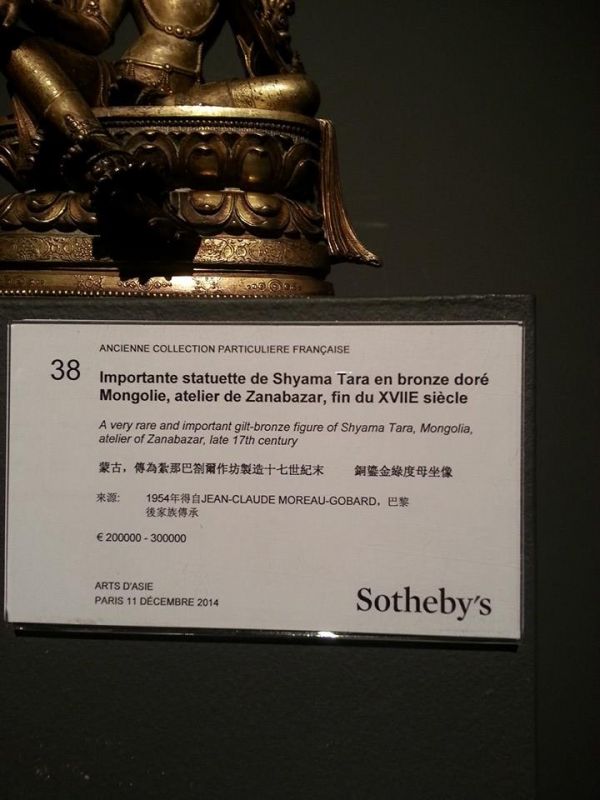 ANCIENNE COLLECTION PARTICULIERE FRANÇAISE
38
Importante statuette de Shyama Tara en bronze doré
Mongolie, atelier de Zanabazar, fin du XVIIE siècle
A very rare and important gilt-bronze figure of Shyama Tara, Mongolia,
atelier of Zanabazar, late 17th century
蒙古，傳為紮那巴劄爾作坊製造十七世紀末 銅鎏金綠度母坐像
來源: 1954年得自JEAN-CLAUDE MOREAU-GOBARD，巴黎
後家族傳承
€ 200000 - 300000
ARTS D'ASIE
PARIS 11 DÉCEMBRE 2014
Sotheby's